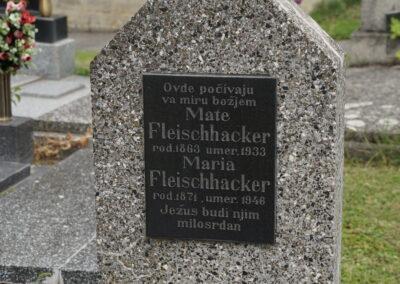 Ovde počivaju
va miru božjem
Mate
Fleischhacker
rod.1863 umer.1933
Maria
Fleischhacker
rod.1871, umer.1946
Ježuš budi njim
milosrdan